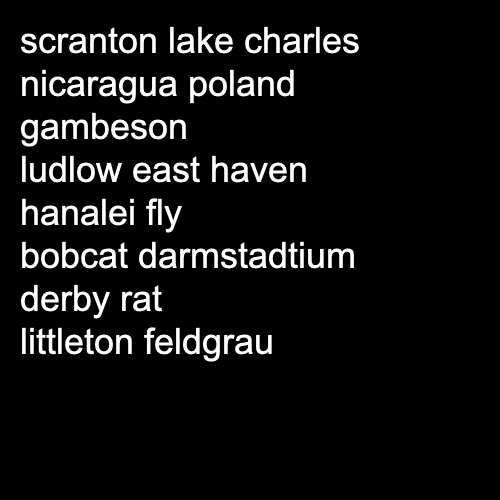 scranton lake charles
nicaragua poland
gambeson
ludlow east haven
hanalei fly
bobcat darmstadtium
derby rat
littleton feldgrau